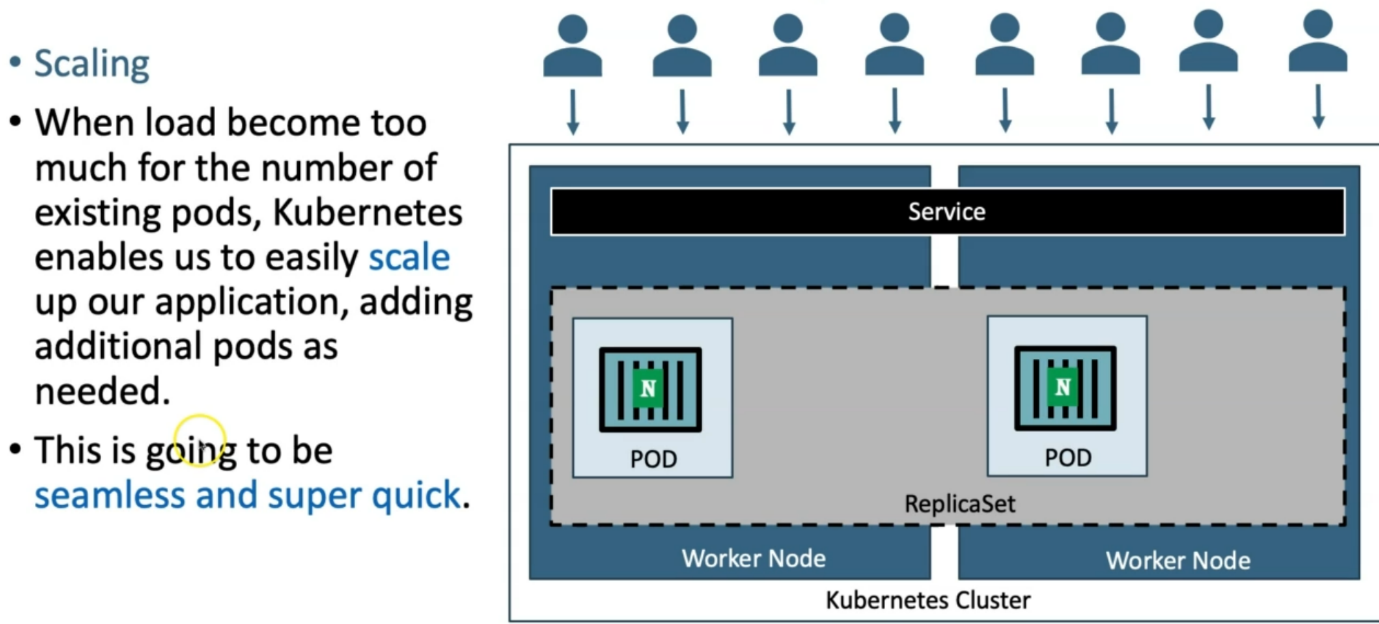 • Scaling
• When load become too
much for the number of
existing pods, Kubernetes
enables us to easily scale
up our application, adding
additional pods as
needed.
• This is going to be
seamless and super quick.
Service
N
POD
N
POD
ReplicaSet
Worker Node
Worker Node
Kubernetes Cluster